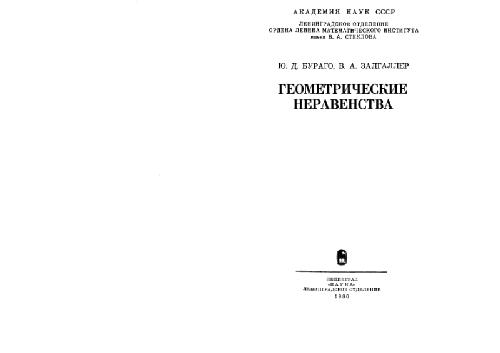 АКАДЕМИЯ НАУК СССР
ЛЕНИНГРАДСКОЕ ОТДЕЛЕНИЕ
ОРДЕНА ЛЕНИНА МАТЕМАТИЧЕСКОГО ИНСТИТУТА
имени В. А. СТЕКЛОВА
Ю. Д. БУРАГО, В. А. ЗАЛГАЛЛЕР
ГЕОМЕТРИЧЕСКИЕ
НЕРАВЕНСТВА
ЛЕНИНГРАД
«НАУКА»
ЛЕНИНГРАДСКОЕ ОТДЕЛЕНИЕ
1980